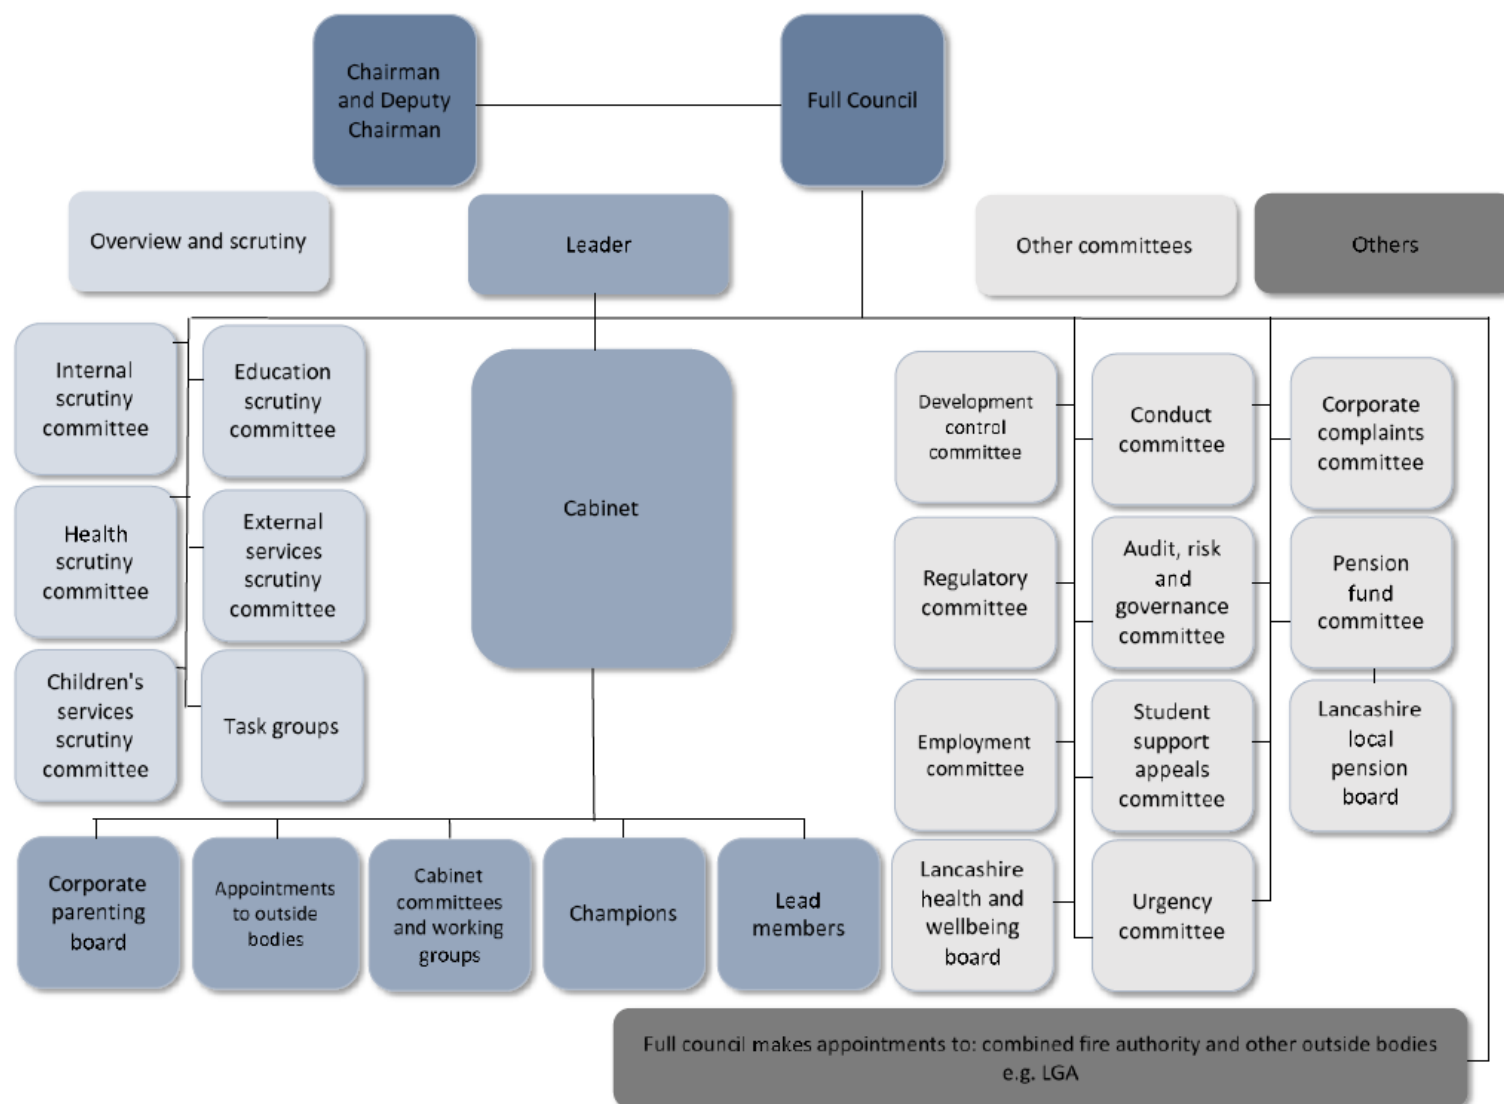 Chairman
and Deputy
Chairman
Full Council
Overview and scrutiny
Leader
Other committees
Others
Internal
scrutiny
committee
Education
scrutiny
committee
Health
scrutiny
committee
External
services
scrutiny
committee
Children's
services
scrutiny
committee
Task groups
Cabinet
Corporate
parenting
board
Appointments
to outside
bodies
Cabinet
committees
and working
groups
Champions
Lead
members
Development
control
committee
Conduct
committee
Corporate
complaints
committee
Regulatory
committee
Audit, risk
and
governance
committee
Pension
fund
committee
Employment
committee
Student
support
appeals
committee
Lancashire
local
pension
board
Lancashire
health and
wellbeing
board
Urgency
committee
Full council makes appointments to: combined fire authority and other outside bodies
e.g. LGA